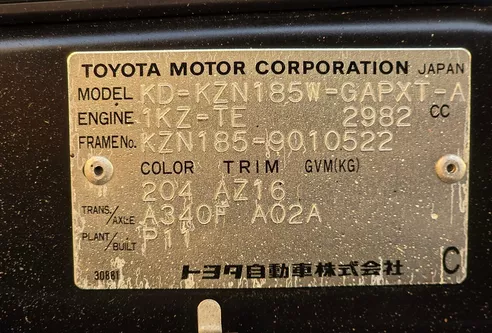 TOYOTA MOTOR CORPORATION JAPAN
MODEL KD-KZN185W-GAPXT-A
ENGINE 1KZ-TE 2982 CC
FRAME No. KZN185-9010522
COLOR TRIM GVM(KG)
204 AZ16
TRANS./AXLE A340F A02A
PLANT/BUILT P11
30881 トヨタ自動車株式会社 C